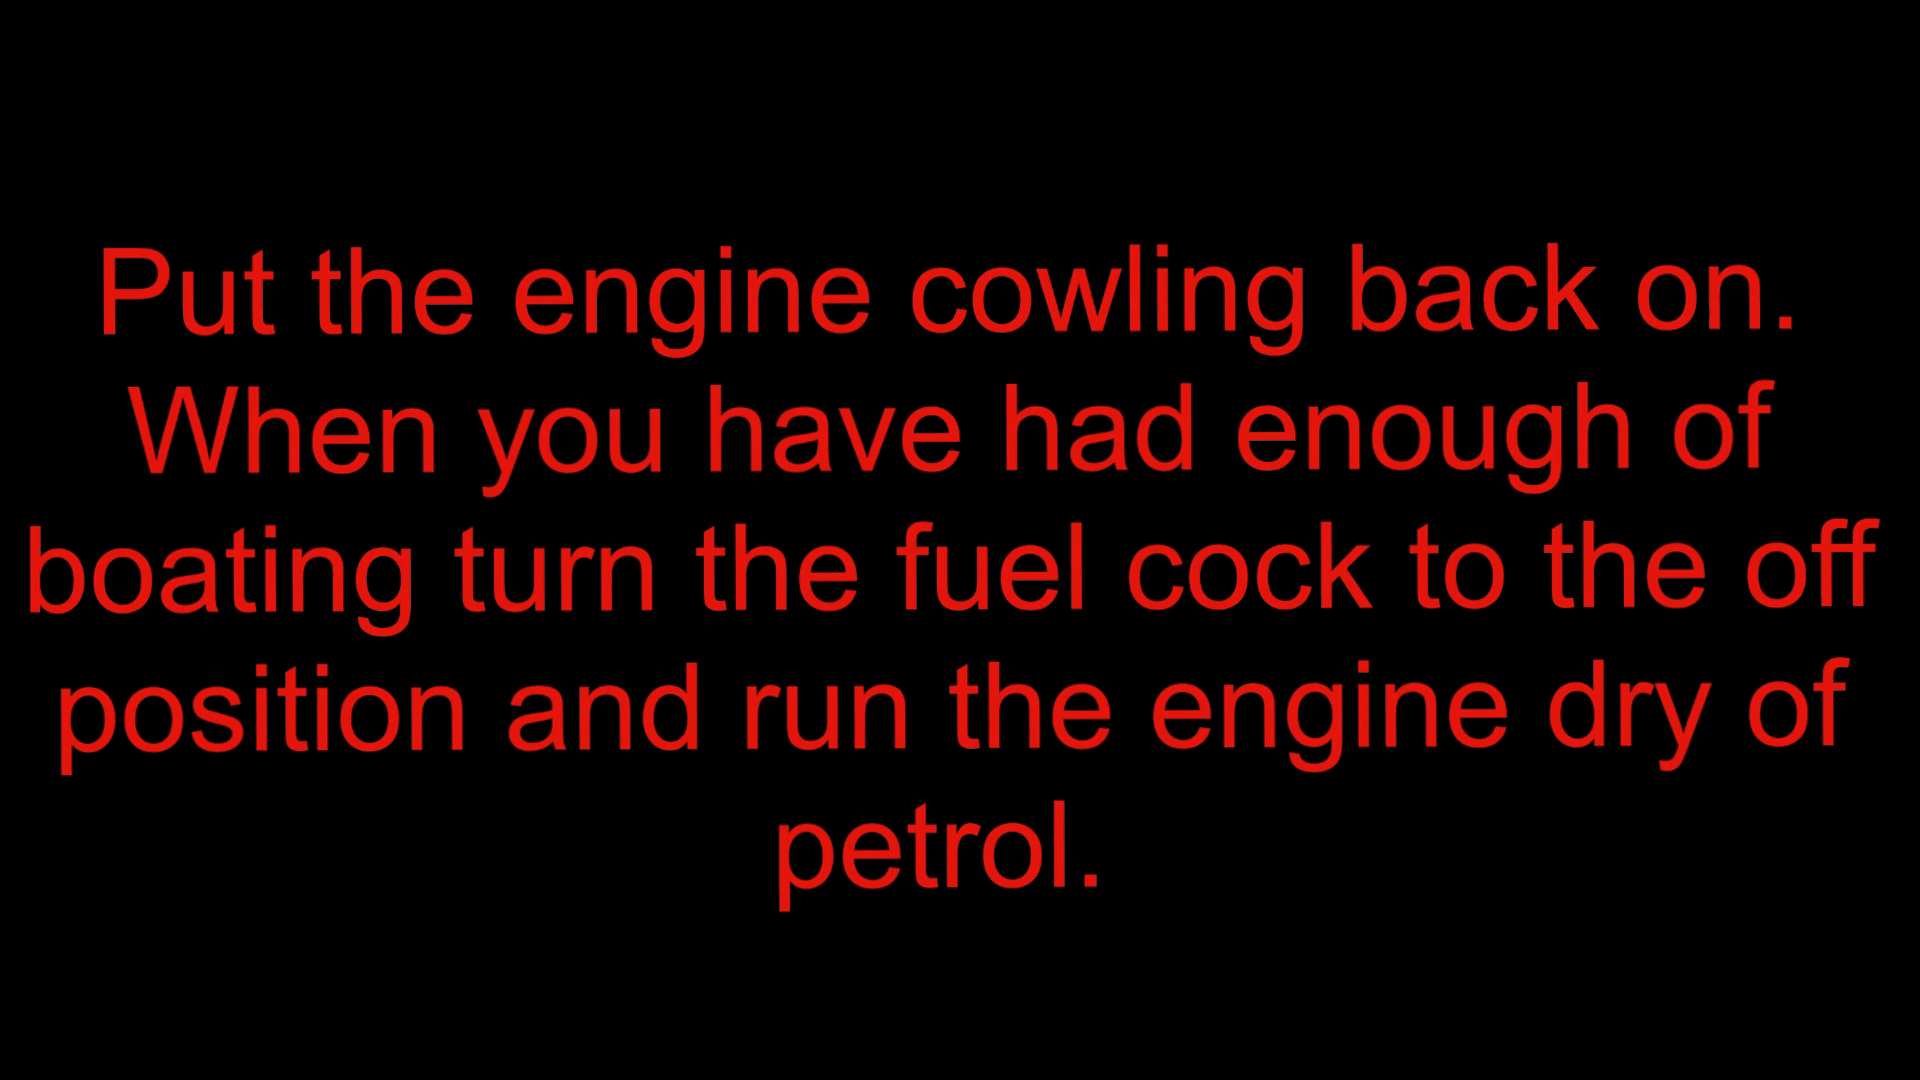 Put the engine cowling back on.
When you have had enough of
boating turn the fuel cock to the off
position and run the engine dry of
petrol.